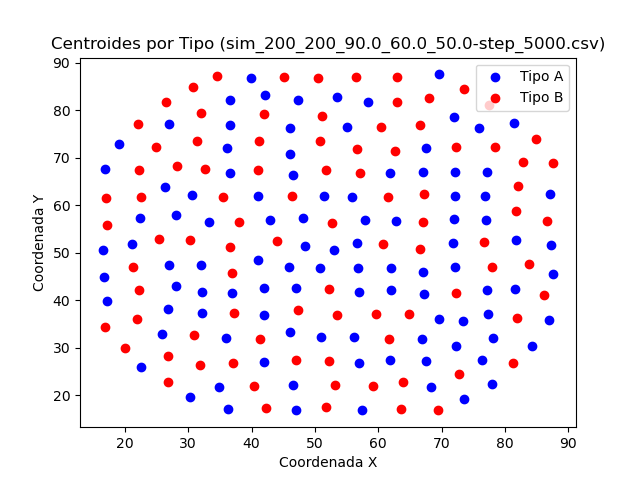 Centroides por Tipo (sim_200_200_90.0_60.0_50.0-step_5000.csv)
90
80
70
60
50
40
30
20
Coordenada Y
Tipo A
Tipo B
20 30 40 50 60 70 80 90
Coordenada X